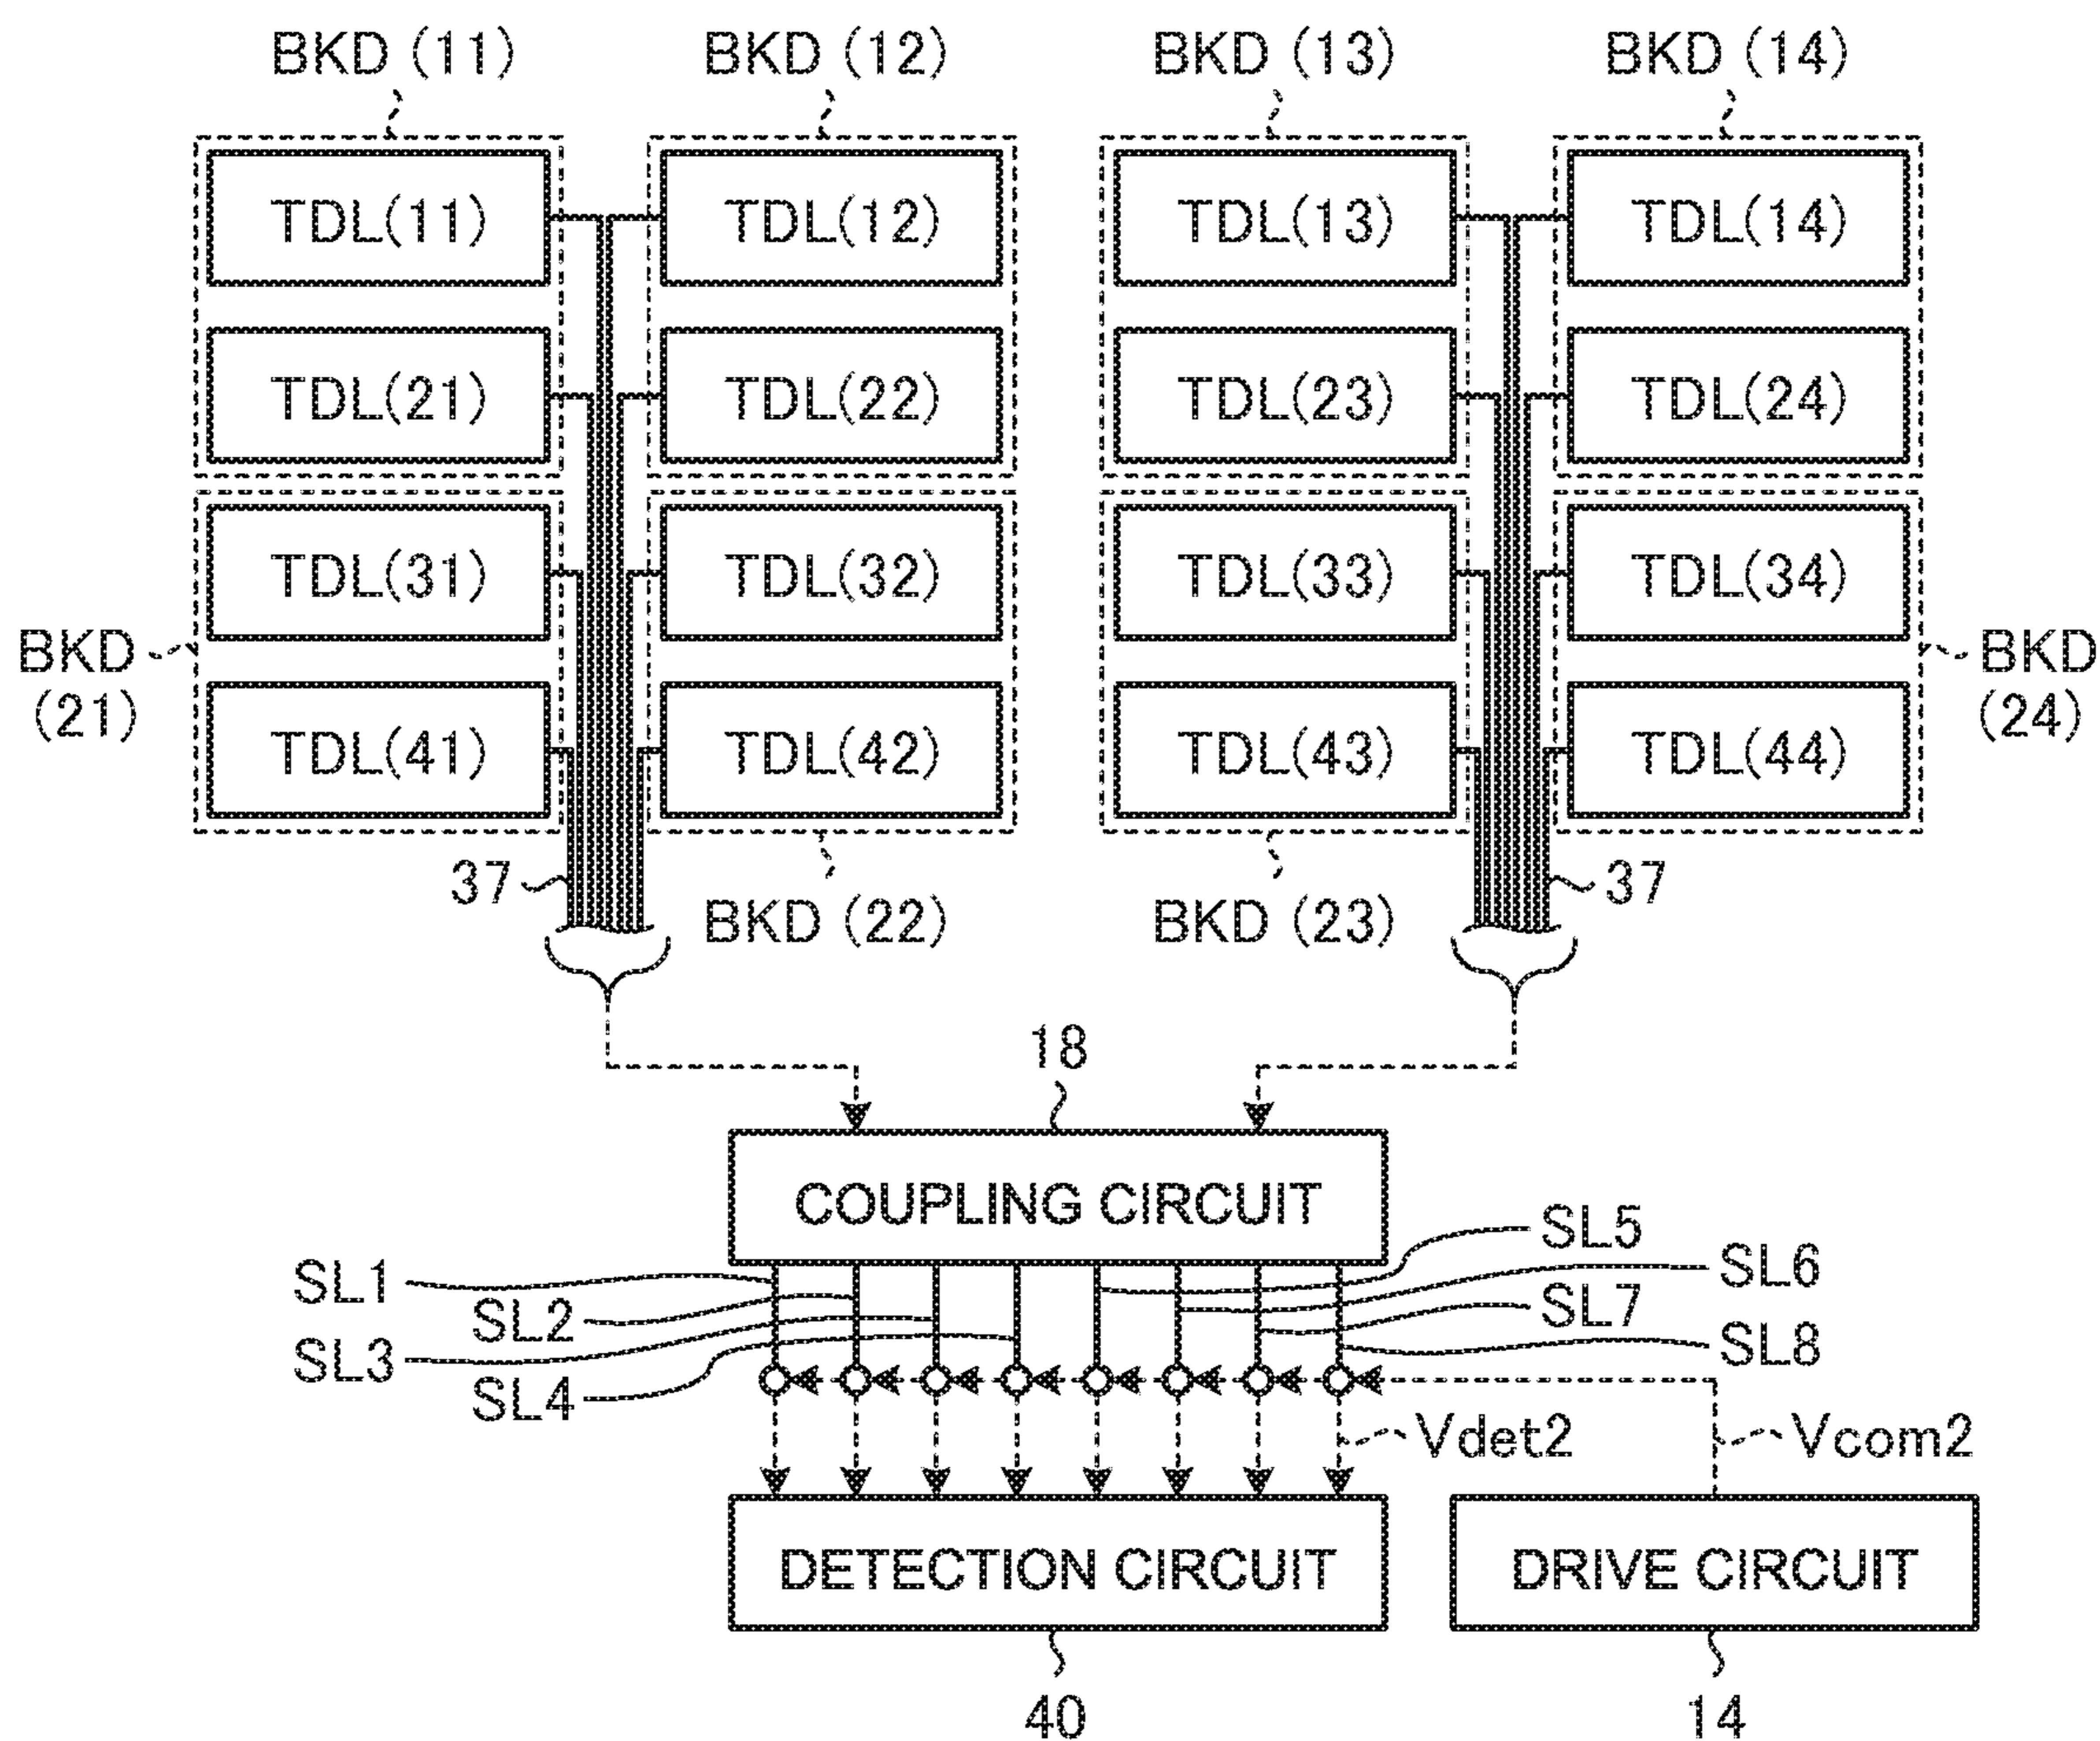 BKD (11) BKD (12) BKD (13) BKD (14)
TDL(11) TDL(12) TDL(13) TDL(14)
TDL(21) TDL(22) TDL(23) TDL(24)
TDL(31) TDL(32) TDL(33) TDL(34)
BKD (21)
BKD (24)
TDL(41) TDL(42) TDL(43) TDL(44)
37
37
BKD (22) BKD (23)
18
COUPLING CIRCUIT
SL1
SL2
SL3
SL4
SL5
SL6
SL7
SL8
Vdet2
Vcom2
DETECTION CIRCUIT
DRIVE CIRCUIT
40
14